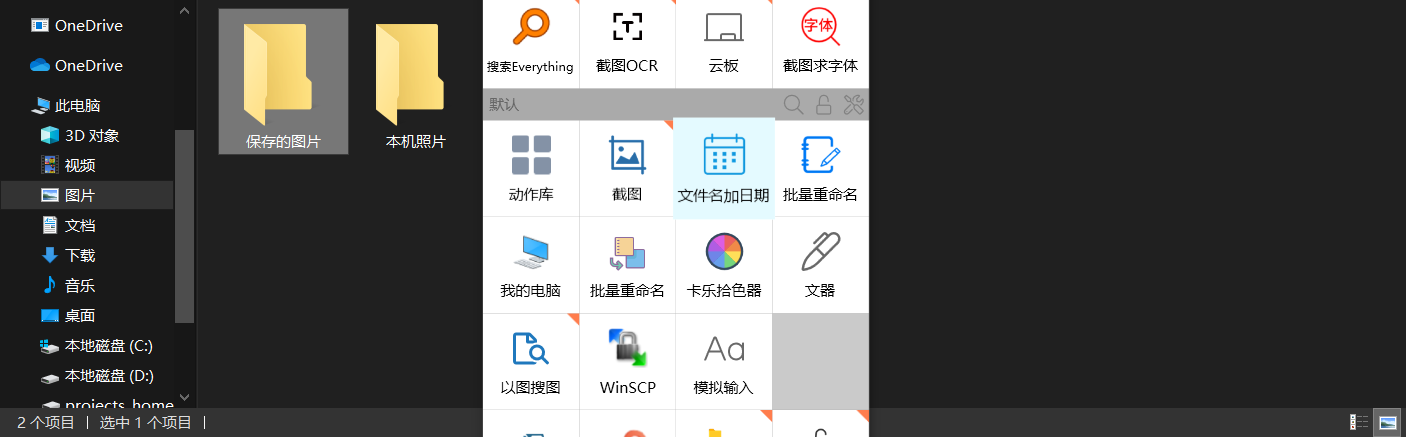 OneDrive
OneDrive
此电脑
3D 对象
视频
图片
文档
下载
音乐
桌面
本地磁盘 (C:)
本地磁盘 (D:)
projects_home
2 个项目
选中 1 个项目
保存的图片
本机照片
字体
搜索Everything
截图OCR
云板
截图求字体
默认
动作库
截图
文件名加日期
批量重命名
我的电脑
批量重命名
卡乐拾色器
文器
以图搜图
WinSCP
Aa
模拟输入